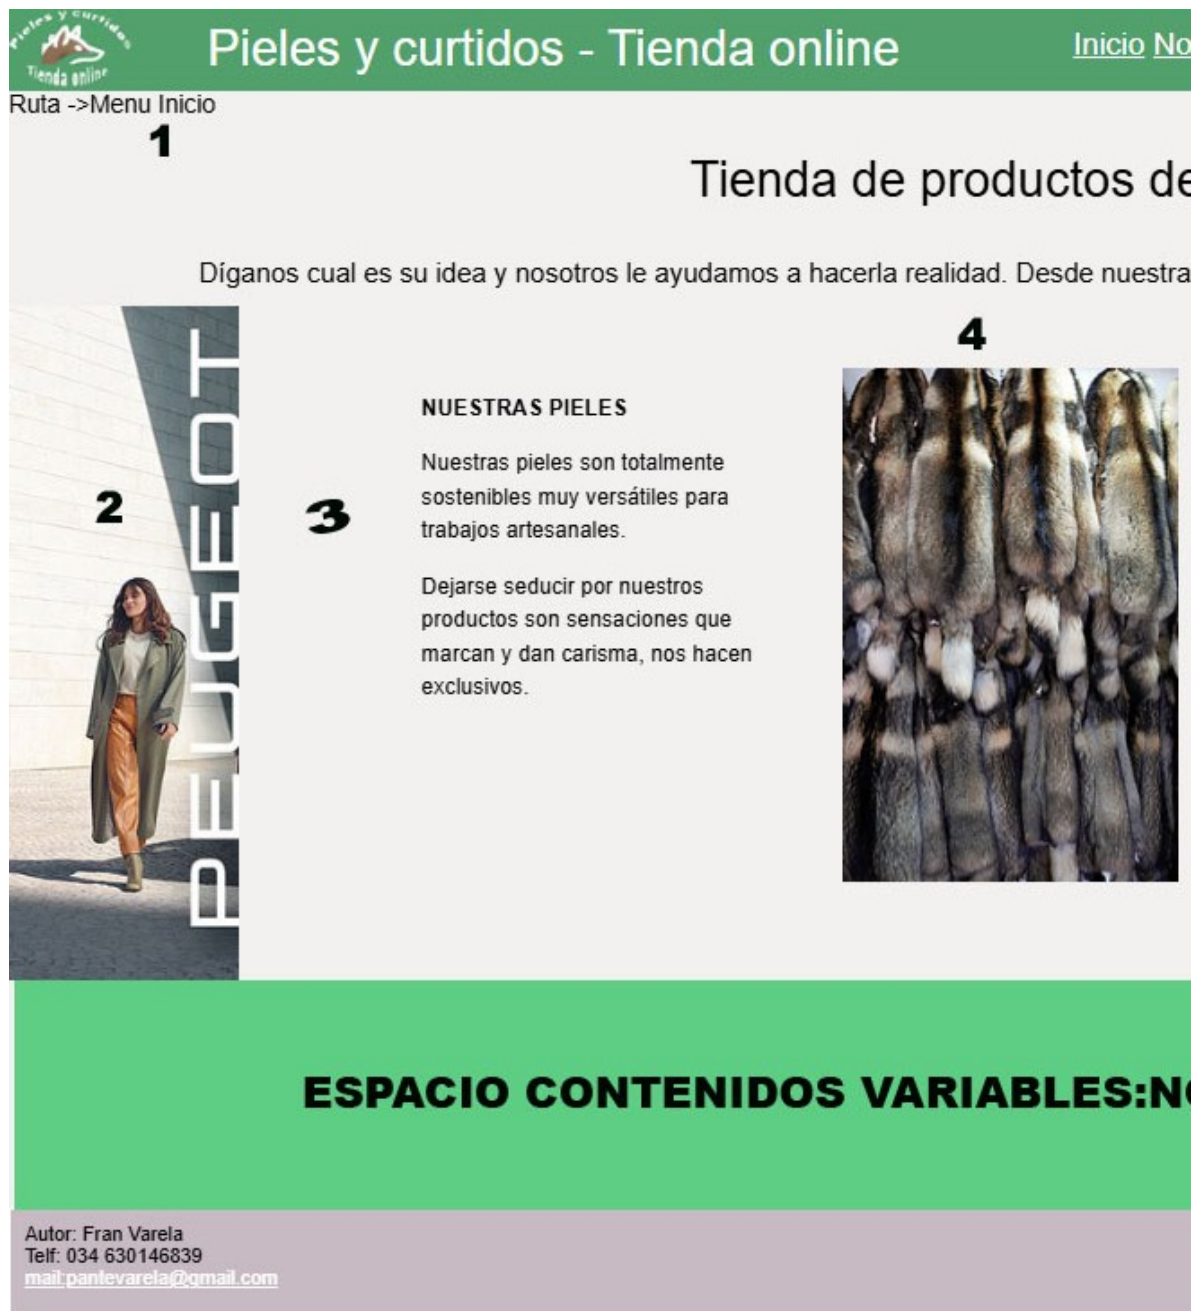 Pieles y curtidos
Tienda online
Pieles y curtidos - Tienda online
Inicio No
Ruta ->Menu Inicio
1
Tienda de productos de
Díganos cual es su idea y nosotros le ayudamos a hacerla realidad. Desde nuestra
PEUGEOT
2
3
NUESTRAS PIELES
Nuestras pieles son totalmente
sostenibles muy versátiles para
trabajos artesanales.
Dejarse seducir por nuestros
productos son sensaciones que
marcan y dan carisma, nos hacen
exclusivos.
4
ESPACIO CONTENIDOS VARIABLES:NO
Autor: Fran Varela
Telf: 034 630146839
mail:pantevarela@gmail.com